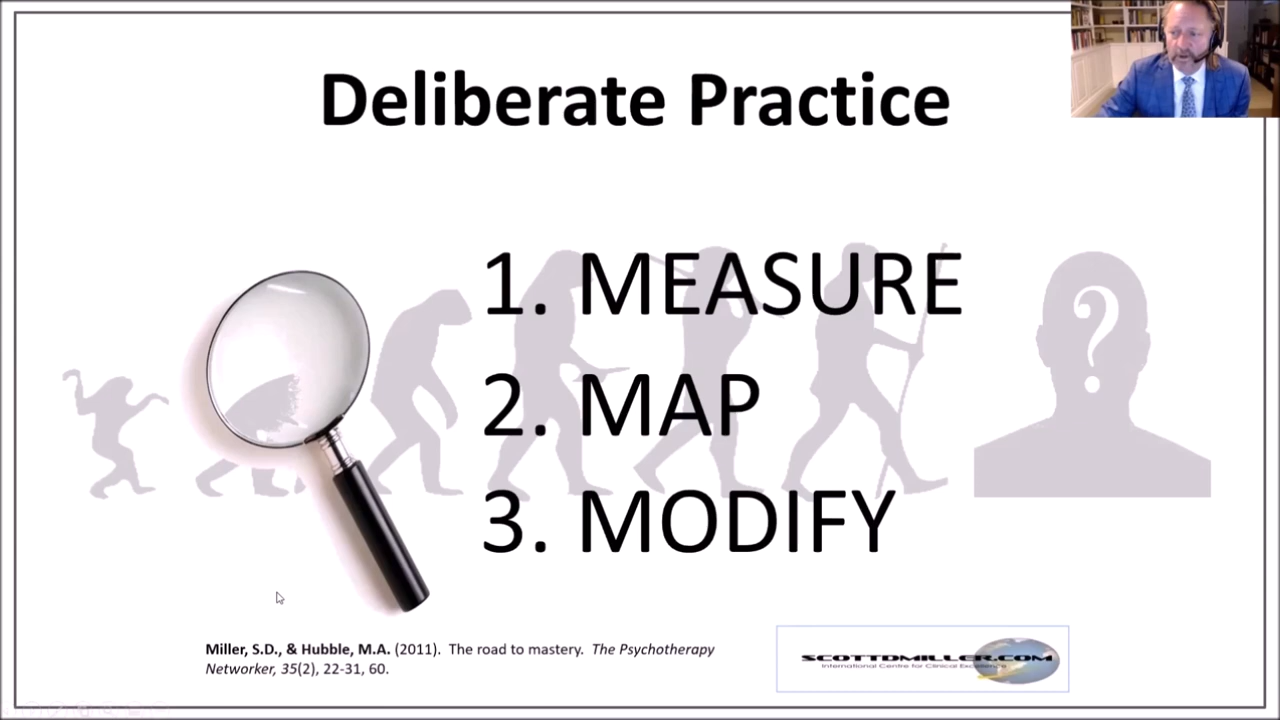 Deliberate Practice
1. MEASURE
2. MAP
3. MODIFY
?
Miller, S.D., & Hubble, M.A. (2011). The road to mastery. The Psychotherapy
Networker, 35(2), 22-31, 60.
SCOTTDMILLER.COM
International Centre for Clinical Excellence